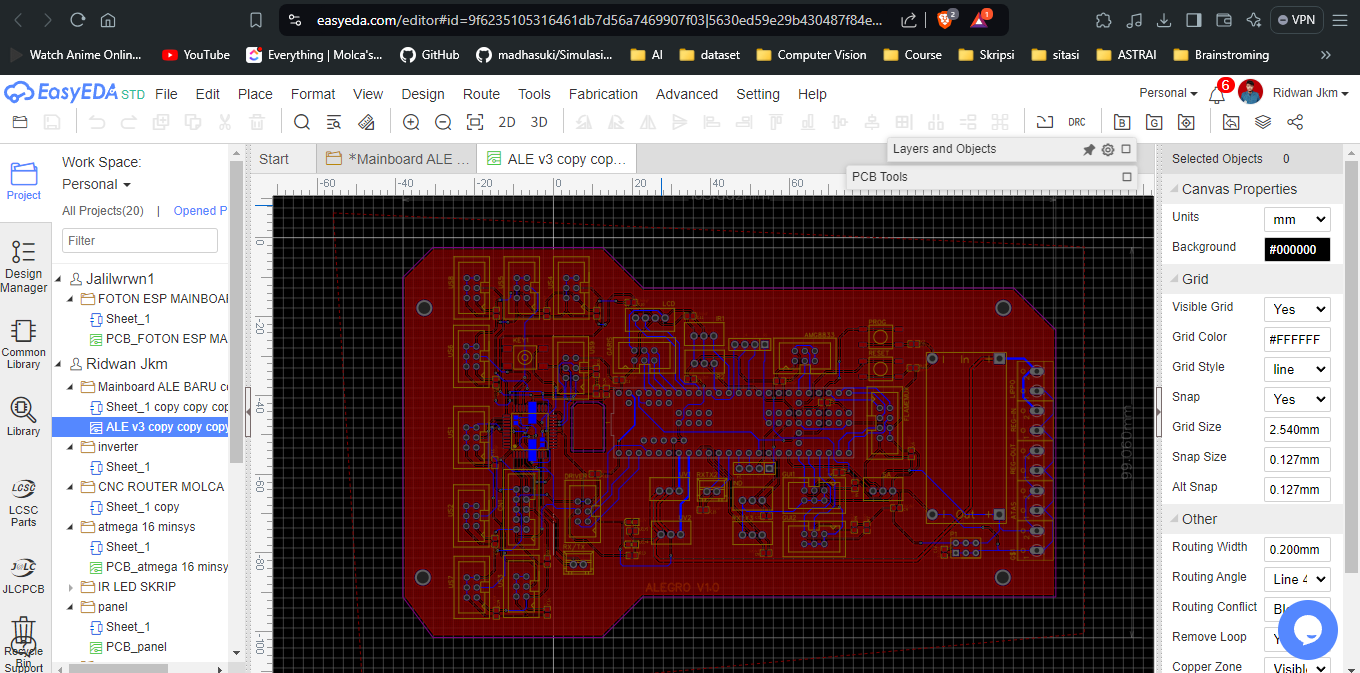 easyeda.com/editor#id=9f6235105316461db7d56a7469907f03|5630ed59e29b430487f84e...
2
1
VPN
Watch Anime Onlin...
YouTube
Everything | Molca's...
GitHub
madhasuki/Simulasi...
AI
dataset
Computer Vision
Course
Skripsi
sitasi
ASTRAI
Brainstroming
EasyEDA STD
File Edit Place Format View Design Route Tools Fabrication Advanced Setting Help
Personal
6
Ridwan Jkm
2D 3D
DRC
B
G
Project
Design Manager
Common Library
Library
LCSC Parts
JLCPCB
Recycle Bin
Support
Work Space:
Personal
All Projects(20) | Opened P
Filter
Jalilwrwn1
FOTON ESP MAINBOAI
Sheet_1
PCB_FOTON ESP MA
Ridwan Jkm
Mainboard ALE BARU co
Sheet_1 copy copy cop
ALE v3 copy copy copy
inverter
Sheet_1
CNC ROUTER MOLCA
Sheet_1 copy
atmega 16 minsys
Sheet_1
PCB_atmega 16 minsy
IR LED SKRIP
panel
Sheet_1
PCB_panel
Start
*Mainboard ALE ...
ALE v3 copy cop...
Layers and Objects
PCB Tools
-60 -40 -20 0 20 40 60
0
-20
-40
-60
-80
-100
LCD
PROG
RESET
In +
Out +
DRIVER
RX/TX
99.060mm
ALECRO V1.0
Selected Objects 0
Canvas Properties
Units mm
Background #000000
Grid
Visible Grid Yes
Grid Color #FFFFFF
Grid Style line
Snap Yes
Grid Size 2.540mm
Snap Size 0.127mm
Alt Snap 0.127mm
Other
Routing Width 0.200mm
Routing Angle Line 4
Routing Conflict
Remove Loop
Copper Zone Visibl